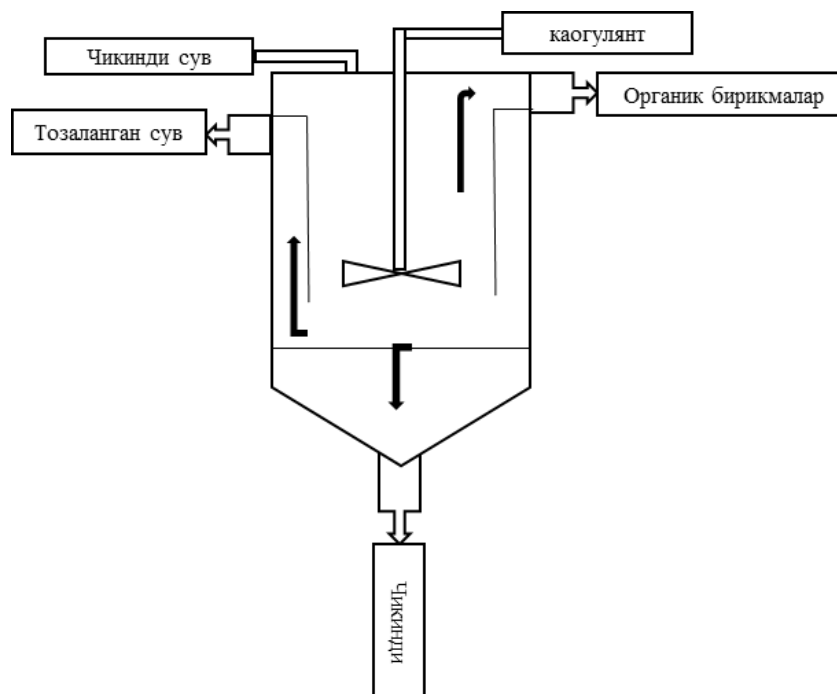 каогулянт
Чикинди сув
Органик бирикмалар
Тозаланган сув
Чикинди